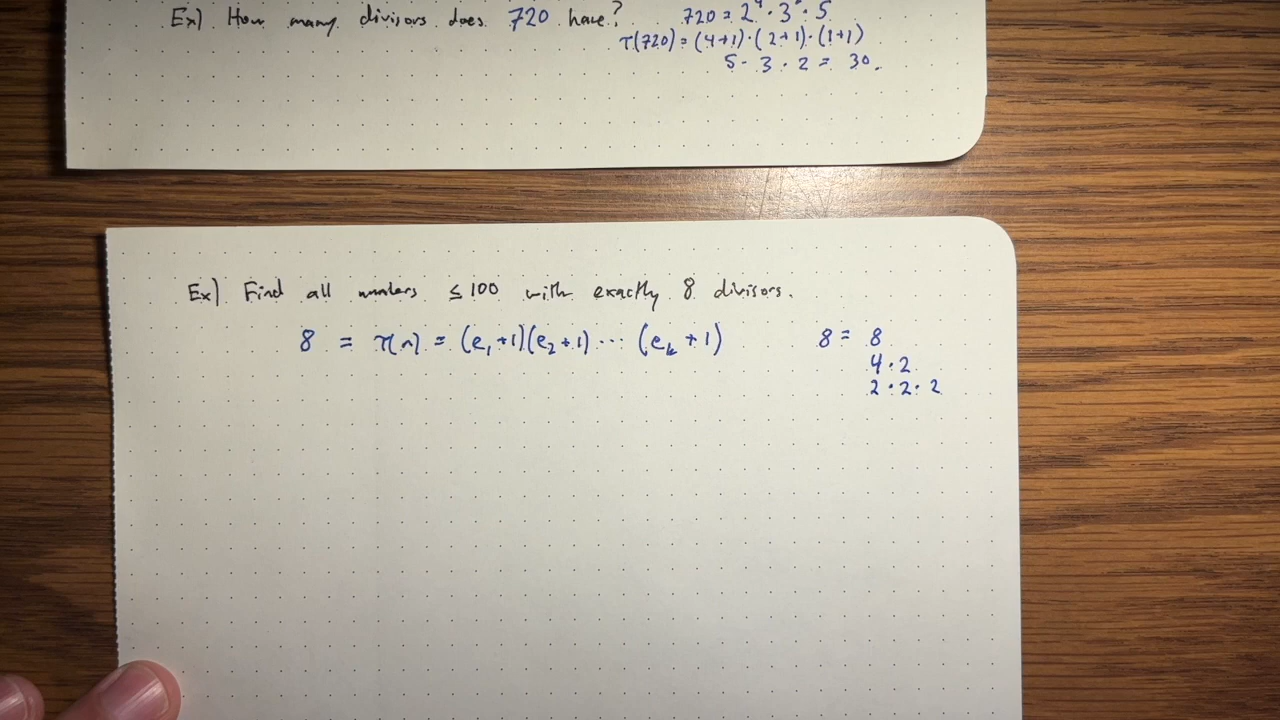 Ex) How many divisors does 720 have? 720 = 2⁴ · 3² · 5
τ(720) = (4+1)·(2+1)·(1+1)
5 · 3 · 2 = 30.
Ex) Find all numbers ≤ 100 with exactly 8 divisors.
8 = τ(n) = (e₁+1)(e₂+1) ··· (eₖ+1) 8 = 8
4 · 2
2 · 2 · 2